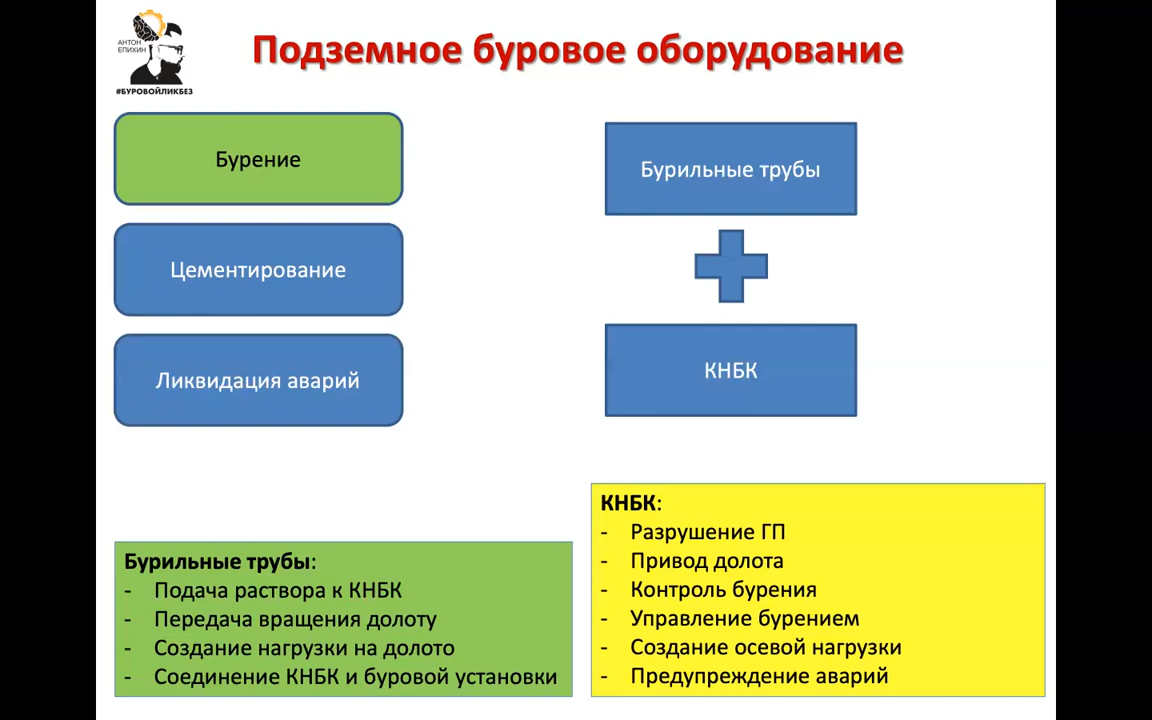 АНТОН
ЕПИХИН
#БУРОВОЙЛИКБЕЗ
Подземное буровое оборудование
Бурение
Цементирование
Ликвидация аварий
Бурильные трубы
КНБК
Бурильные трубы:
- Подача раствора к КНБК
- Передача вращения долоту
- Создание нагрузки на долото
- Соединение КНБК и буровой установки
КНБК:
- Разрушение ГП
- Привод долота
- Контроль бурения
- Управление бурением
- Создание осевой нагрузки
- Предупреждение аварий